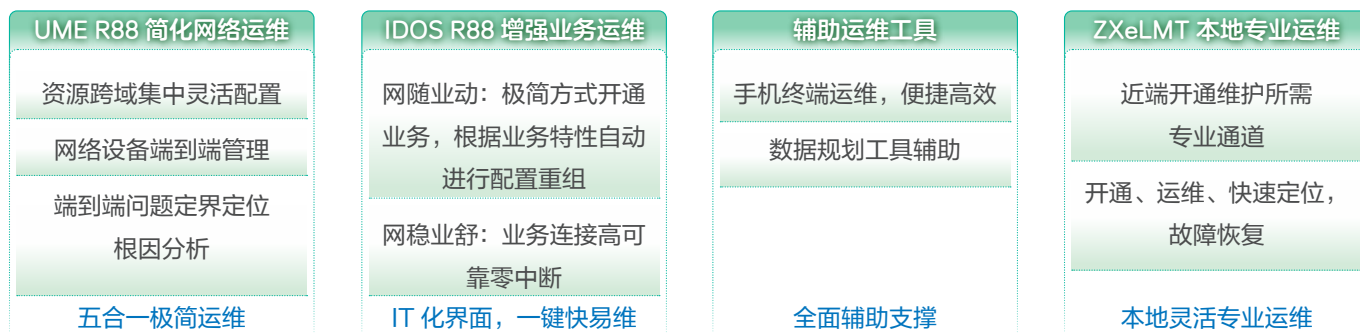 UME R88 简化网络运维
资源跨域集中灵活配置
网络设备端到端管理
端到端问题定界定位
根因分析
五合一极简运维
IDOS R88 增强业务运维
网随业动：极简方式开通
业务，根据业务特性自动
进行配置重组
网稳业舒：业务连接高可
靠零中断
IT 化界面，一键快易维
辅助运维工具
手机终端运维，便捷高效
数据规划工具辅助
全面辅助支撑
ZXeLMT 本地专业运维
近端开通维护所需
专业通道
开通、运维、快速定位，
故障恢复
本地灵活专业运维